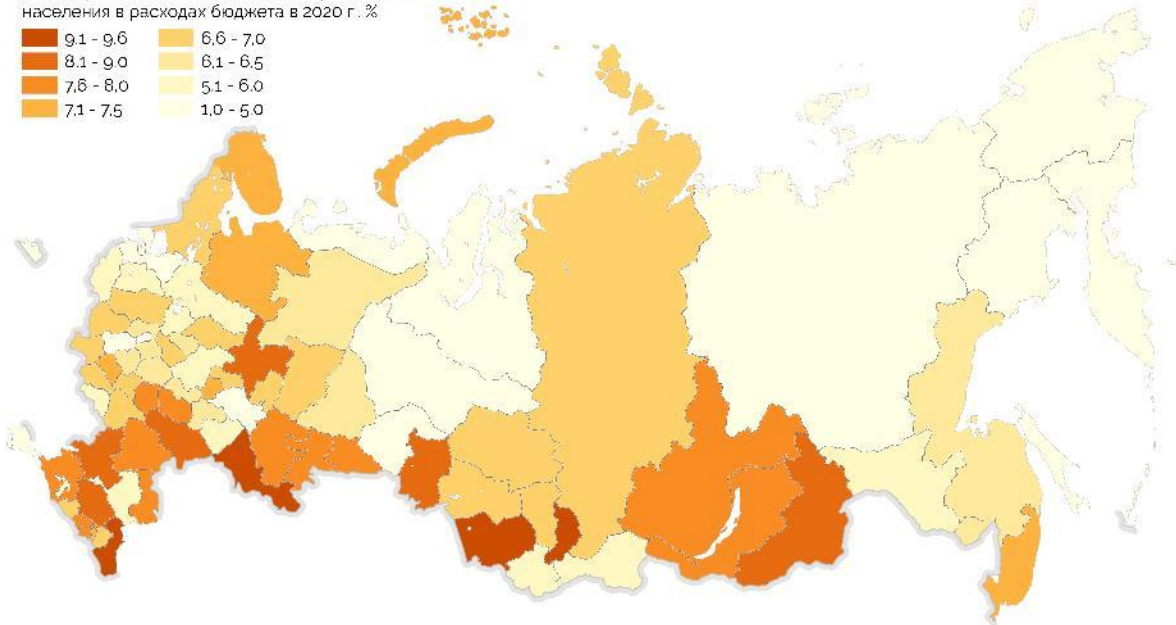 населения в расходах бюджета в 2020 г. %
9,1 - 9,6
8,1 - 9,0
7,6 - 8,0
7,1 - 7,5
6,6 - 7,0
6,1 - 6,5
5,1 - 6,0
1,0 - 5,0